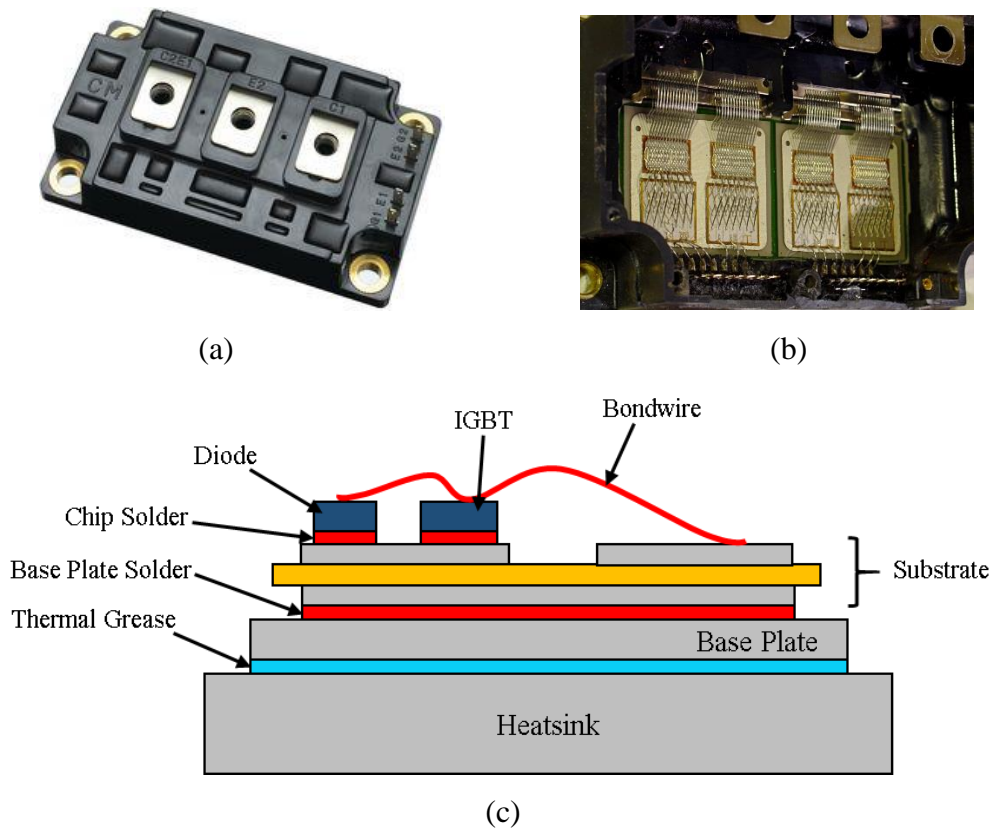 C2E1
E2
C1
CM
E2 G2
G1 E1
(a)
(b)
Bondwire
IGBT
Diode
Chip Solder
Base Plate Solder
Substrate
Thermal Grease
Base Plate
Heatsink
(c)